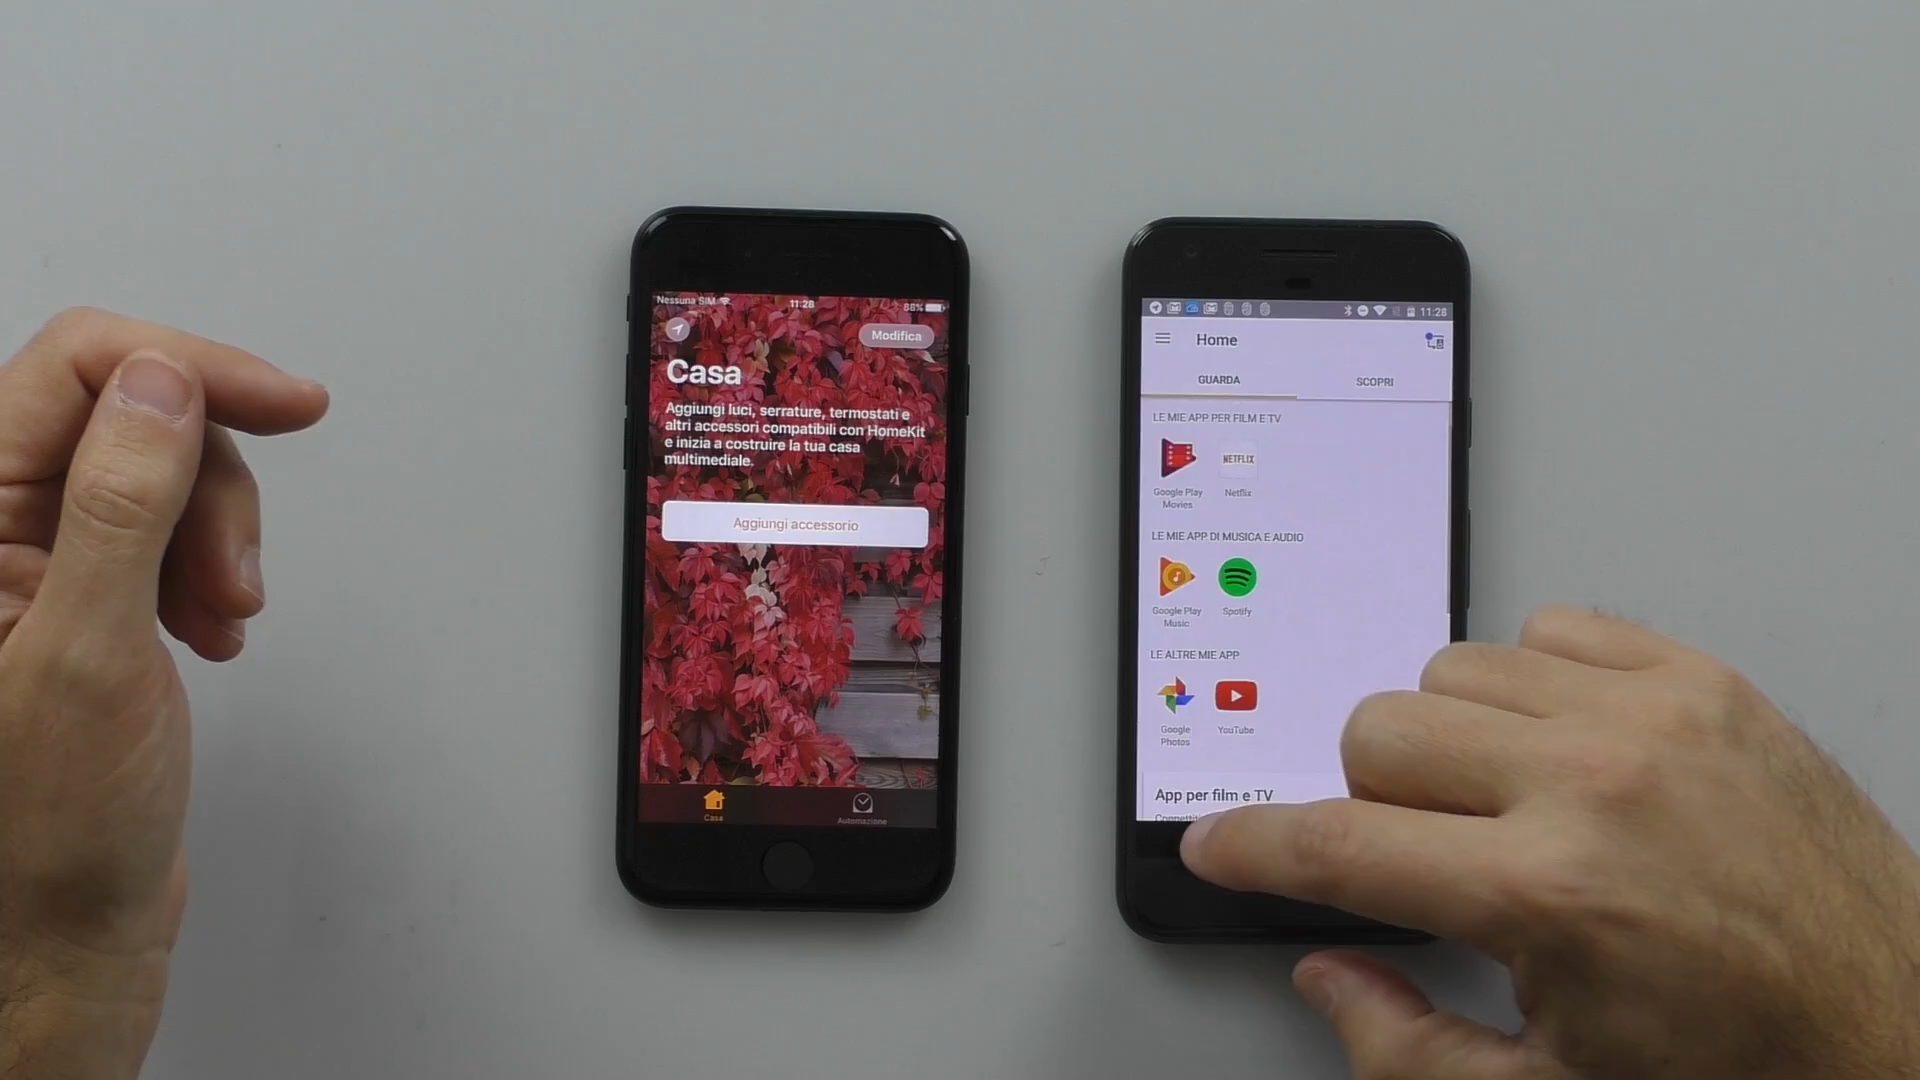 Nessuna SIM 11:28 88%
Modifica
Casa
Aggiungi luci, serrature, termostati e
altri accessori compatibili con HomeKit
e inizia a costruire la tua casa
multimediale.
Aggiungi accessorio
Casa
Automazione
11:28
Home
GUARDA
SCOPRI
LE MIE APP PER FILM E TV
NETFLIX
Google Play
Movies
Netflix
LE MIE APP DI MUSICA E AUDIO
Google Play
Music
Spotify
LE ALTRE MIE APP
Google
Photos
YouTube
App per film e TV